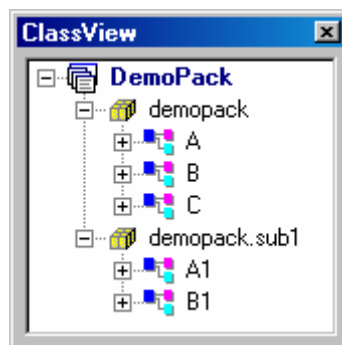 ClassView
DemoPack
demopack
A
B
C
demopack.sub1
A1
B1